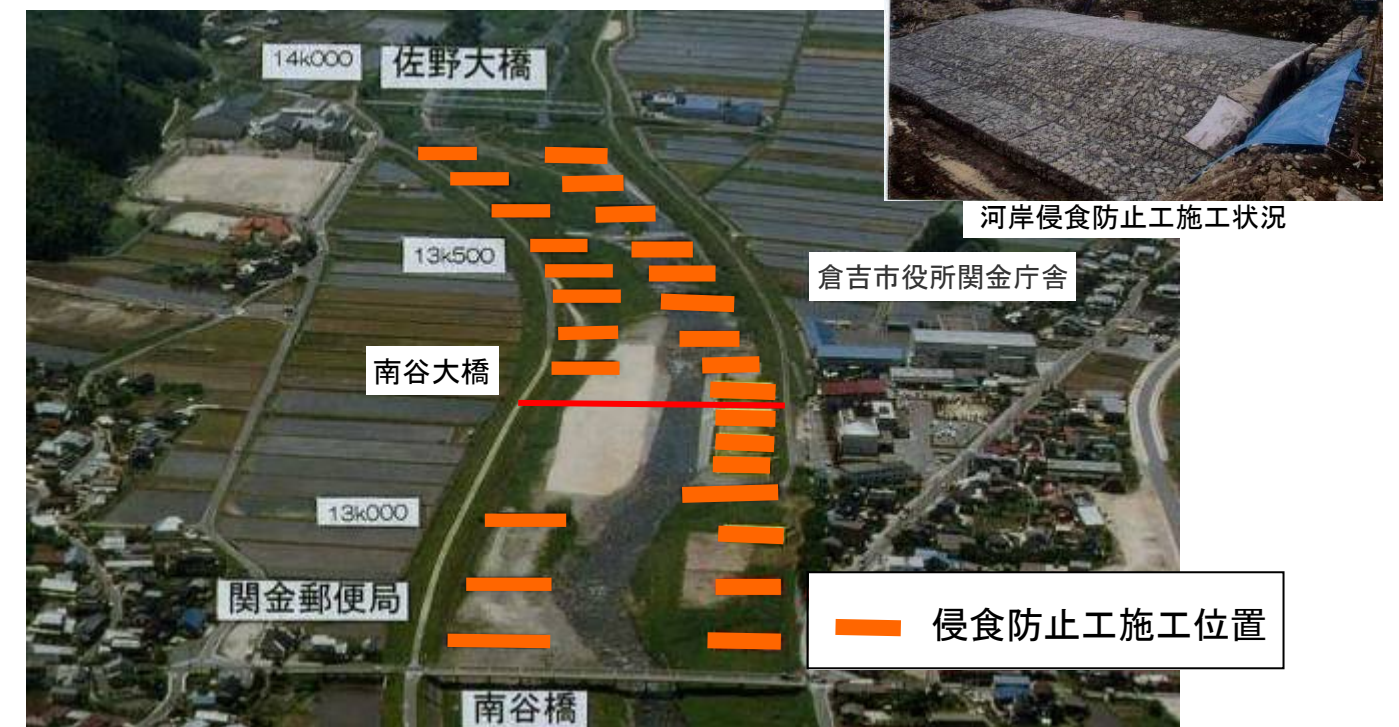 14k000
佐野大橋
河岸侵食防止工施工状況
13k500
倉吉市役所関金庁舎
南谷大橋
13k000
関金郵便局
侵食防止工施工位置
南谷橋